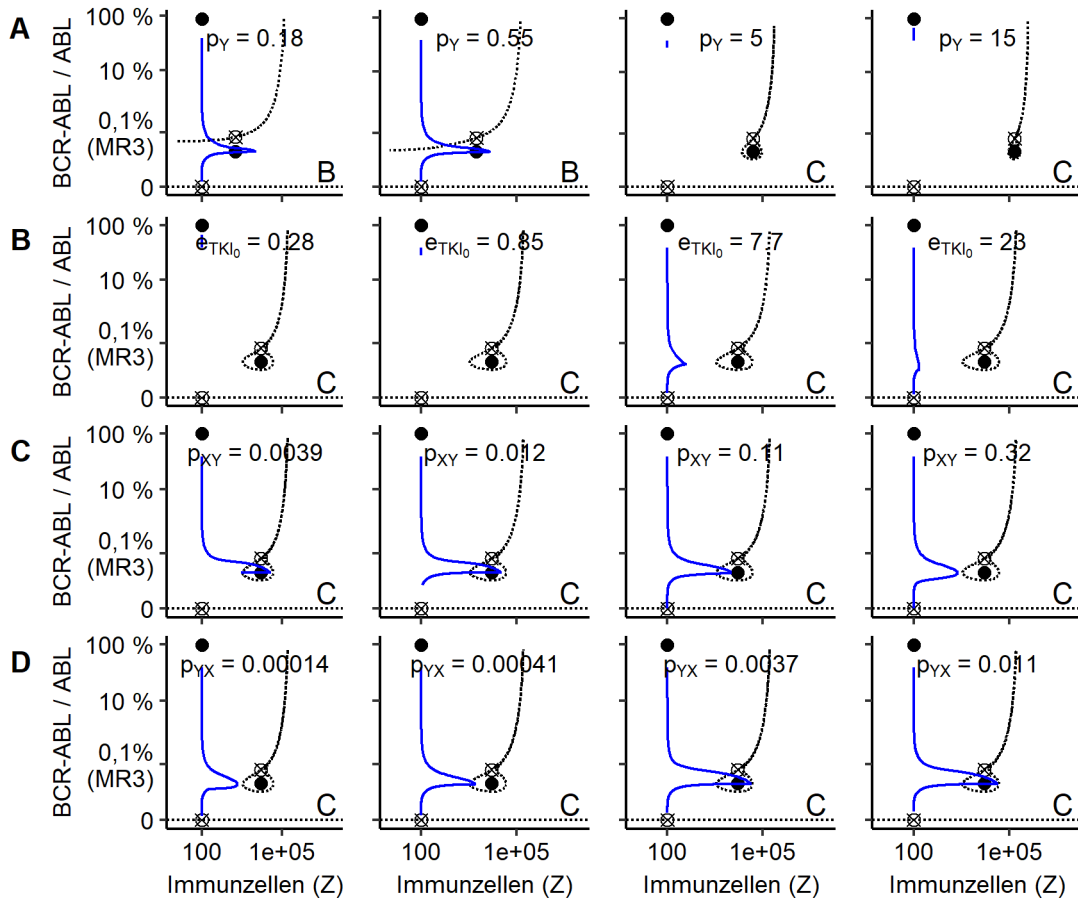 A
BCR-ABL / ABL
100 %
10 %
0,1%
(MR3)
0
p_Y = 0.18
B
p_Y = 0.55
B
p_Y = 5
C
p_Y = 15
C
B
BCR-ABL / ABL
100 %
10 %
0,1%
(MR3)
0
e_TKI₀ = 0.28
C
e_TKI₀ = 0.85
C
e_TKI₀ = 7.7
C
e_TKI₀ = 23
C
C
BCR-ABL / ABL
100 %
10 %
0,1%
(MR3)
0
p_XY = 0.0039
C
p_XY = 0.012
C
p_XY = 0.11
C
p_XY = 0.32
C
D
BCR-ABL / ABL
100 %
10 %
0,1%
(MR3)
0
p_YX = 0.00014
C
p_YX = 0.00041
C
p_YX = 0.0037
C
p_YX = 0.011
C
100 1e+05
100 1e+05
100 1e+05
100 1e+05
Immunzellen (Z)
Immunzellen (Z)
Immunzellen (Z)
Immunzellen (Z)